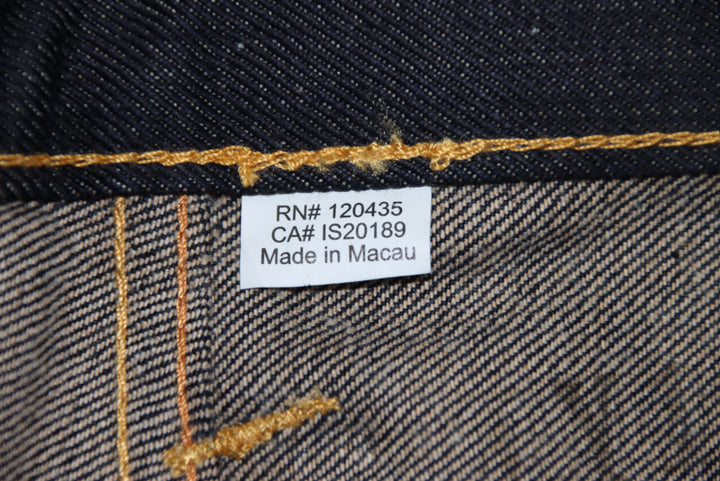 RN# 120435
CA# IS20189
Made in Macau